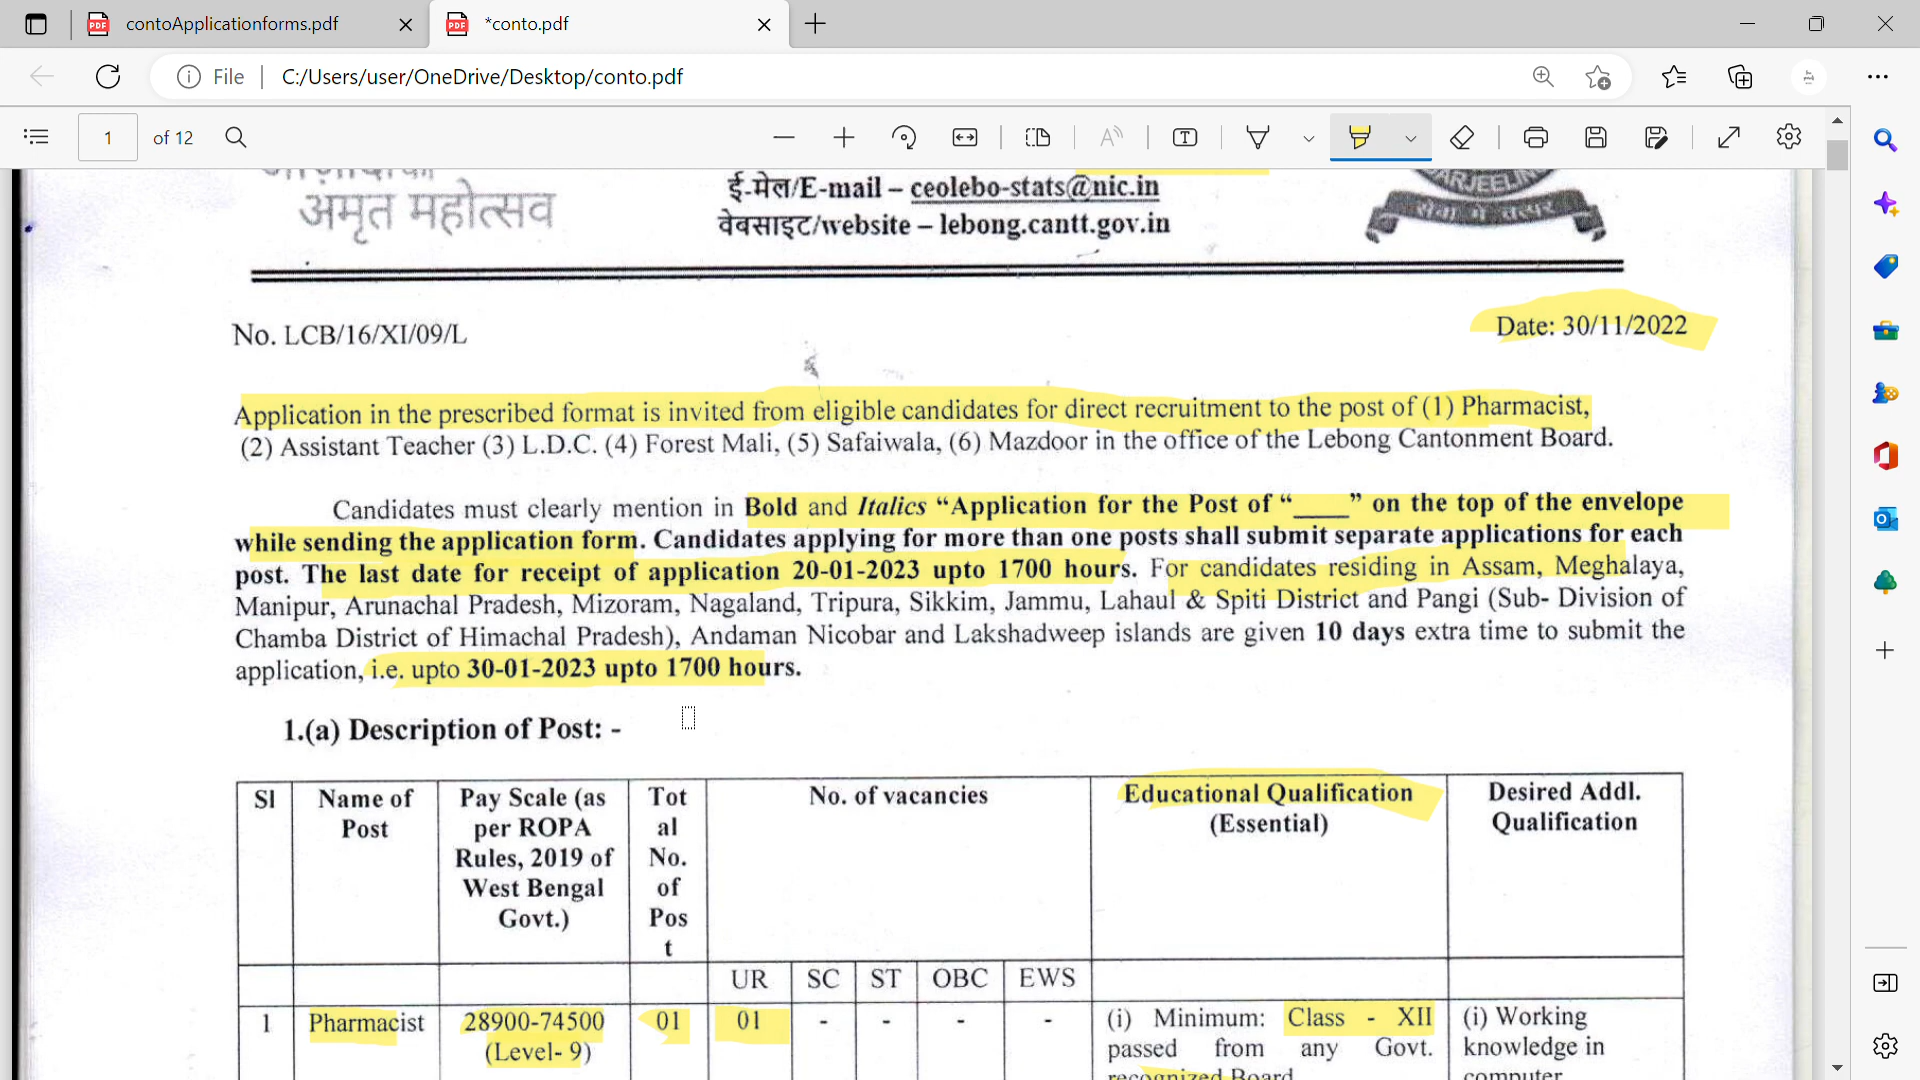 contoApplicationforms.pdf
*conto.pdf
File
C:/Users/user/OneDrive/Desktop/conto.pdf
1 of 12
अमृत महोत्सव
ई-मेल/E-mail – ceolebo-stats@nic.in
वेबसाइट/website – lebong.cantt.gov.in
No. LCB/16/XI/09/L
Date: 30/11/2022
Application in the prescribed format is invited from eligible candidates for direct recruitment to the post of (1) Pharmacist,
(2) Assistant Teacher (3) L.D.C. (4) Forest Mali, (5) Safaiwala, (6) Mazdoor in the office of the Lebong Cantonment Board.
Candidates must clearly mention in Bold and Italics “Application for the Post of “____” on the top of the envelope
while sending the application form. Candidates applying for more than one posts shall submit separate applications for each
post. The last date for receipt of application 20-01-2023 upto 1700 hours. For candidates residing in Assam, Meghalaya,
Manipur, Arunachal Pradesh, Mizoram, Nagaland, Tripura, Sikkim, Jammu, Lahaul & Spiti District and Pangi (Sub- Division of
Chamba District of Himachal Pradesh), Andaman Nicobar and Lakshadweep islands are given 10 days extra time to submit the
application, i.e. upto 30-01-2023 upto 1700 hours.
1.(a) Description of Post: -
Sl
Name of
Post
Pay Scale (as
per ROPA
Rules, 2019 of
West Bengal
Govt.)
Tot
al
No.
of
Pos
t
No. of vacancies
Educational Qualification
(Essential)
Desired Addl.
Qualification
UR SC ST OBC EWS
1
Pharmacist
28900-74500
(Level- 9)
01
01 - - - -
(i) Minimum: Class - XII
passed from any Govt.
recognized Board
(i) Working
knowledge in
computer